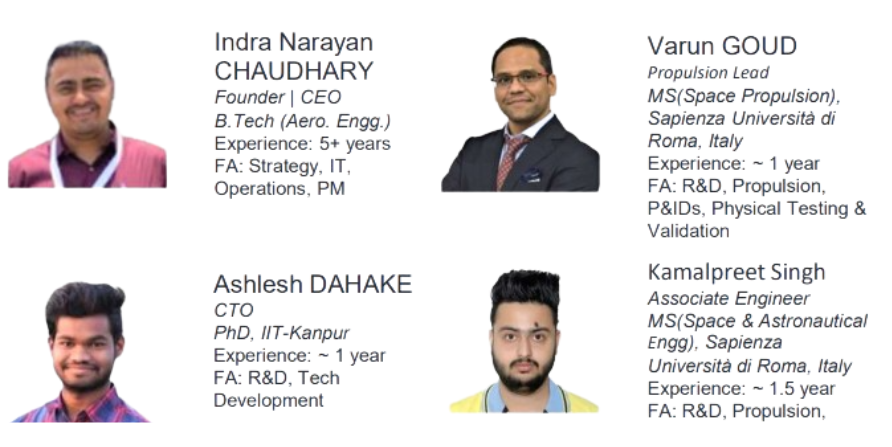 Indra Narayan
CHAUDHARY
Founder | CEO
B.Tech (Aero. Engg.)
Experience: 5+ years
FA: Strategy, IT,
Operations, PM
Varun GOUD
Propulsion Lead
MS(Space Propulsion),
Sapienza Università di
Roma, Italy
Experience: ~ 1 year
FA: R&D, Propulsion,
P&IDs, Physical Testing &
Validation
Ashlesh DAHAKE
CTO
PhD, IIT-Kanpur
Experience: ~ 1 year
FA: R&D, Tech
Development
Kamalpreet Singh
Associate Engineer
MS(Space & Astronautical
Engg), Sapienza
Università di Roma, Italy
Experience: ~ 1.5 year
FA: R&D, Propulsion,